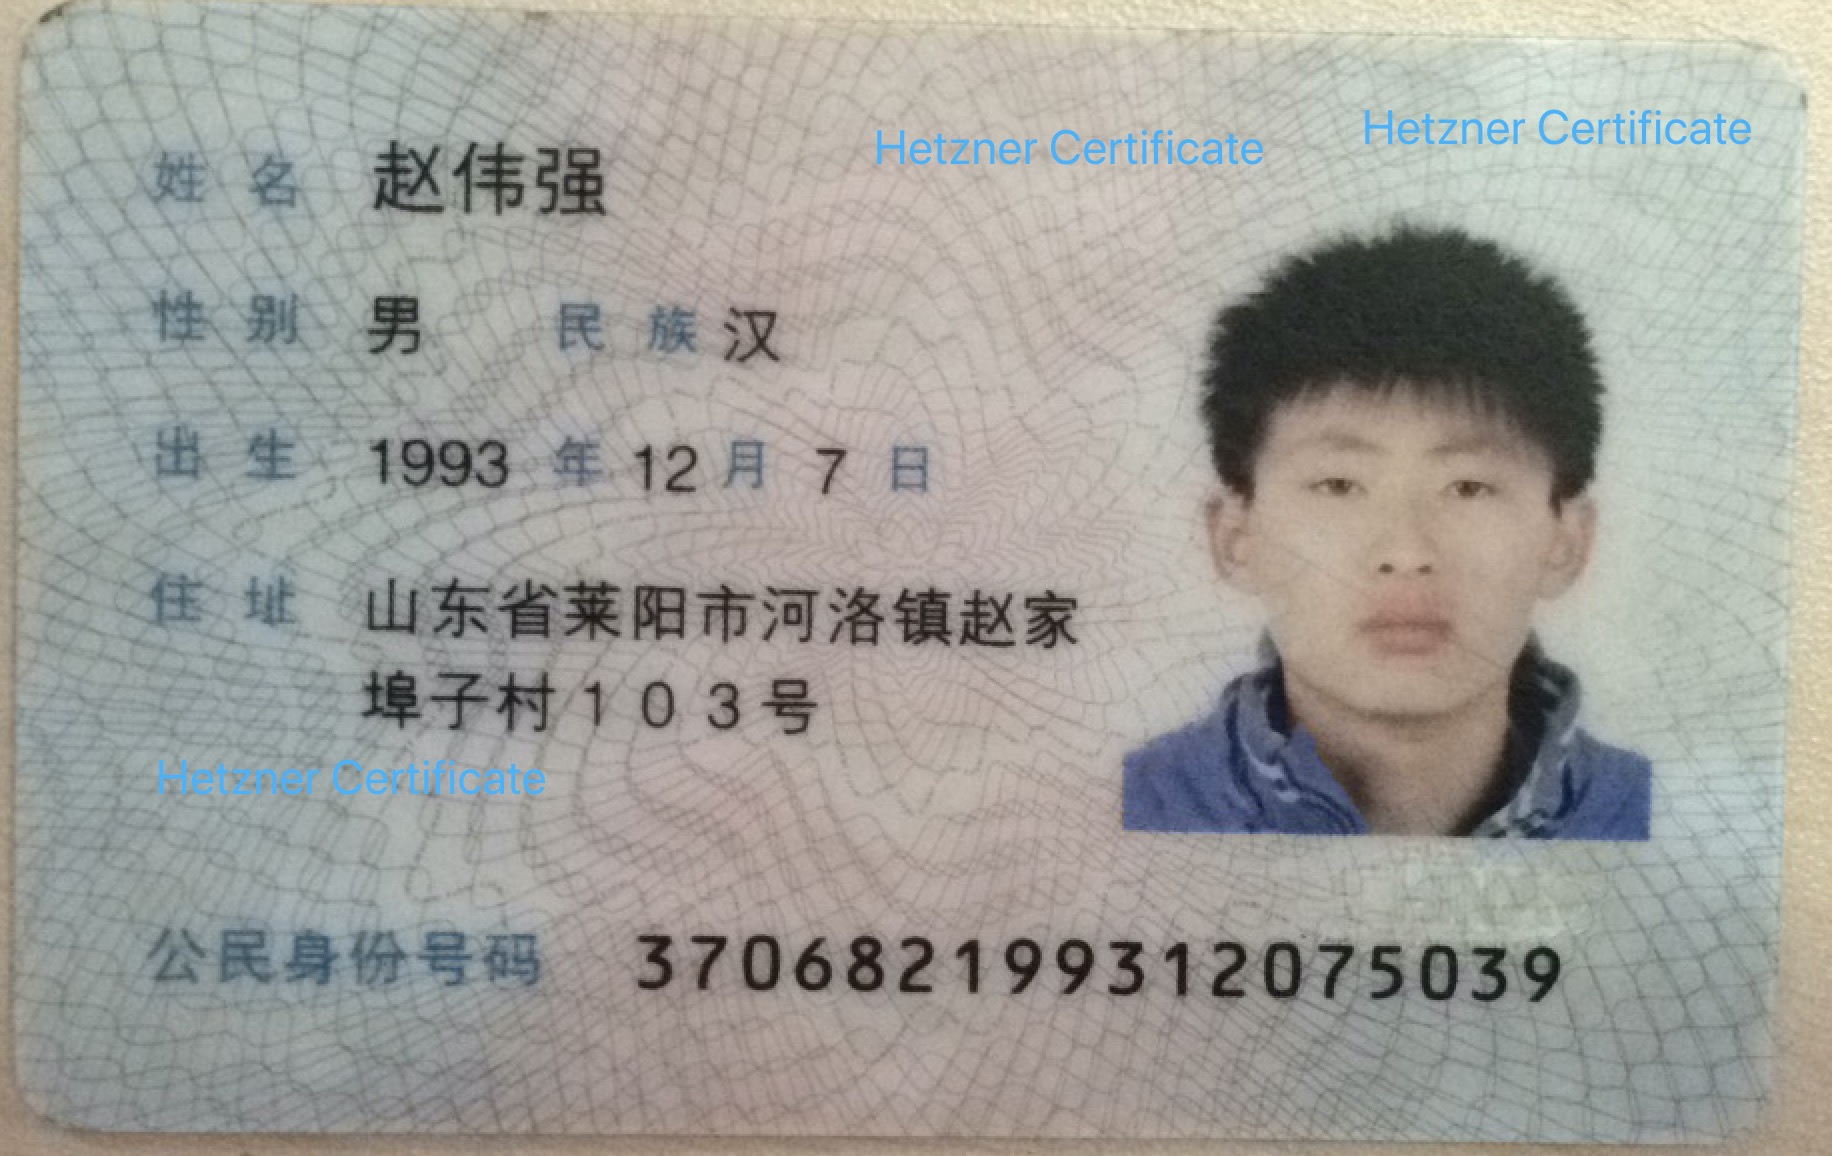 Hetzner Certificate
Hetzner Certificate
姓名 赵伟强
性别 男 民族 汉
出生 1993 年 12 月 7 日
住址 山东省莱阳市河洛镇赵家
埠子村103号
Hetzner Certificate
公民身份号码 370682199312075039